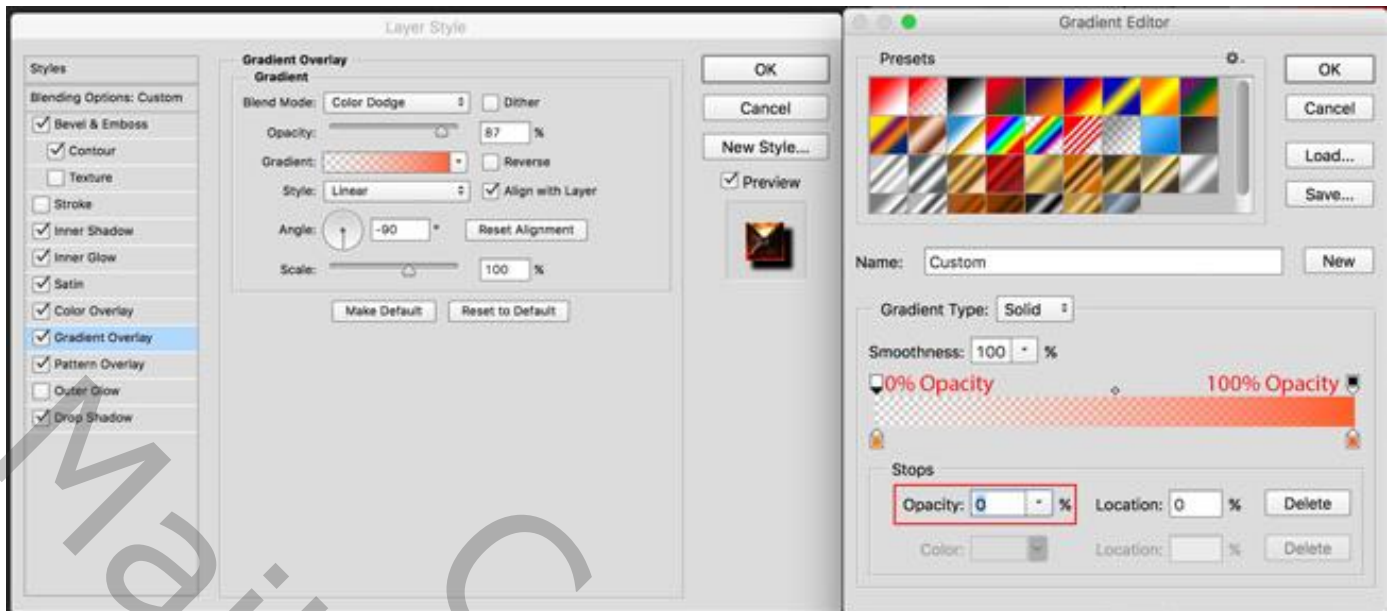 Layer Style
Styles
Blending Options: Custom
Bevel & Emboss
Contour
Texture
Stroke
Inner Shadow
Inner Glow
Satin
Color Overlay
Gradient Overlay
Pattern Overlay
Outer Glow
Drop Shadow
Gradient Overlay
Gradient
Blend Mode: Color Dodge Dither
Opacity: 87 %
Gradient: Reverse
Style: Linear Align with Layer
Angle: -90 ° Reset Alignment
Scale: 100 %
Make Default Reset to Default
OK
Cancel
New Style...
Preview
Gradient Editor
Presets
OK
Cancel
Load...
Save...
Name: Custom New
Gradient Type: Solid
Smoothness: 100 %
0% Opacity 100% Opacity
Stops
Opacity: 0 % Location: 0 % Delete
Color: Location: % Delete